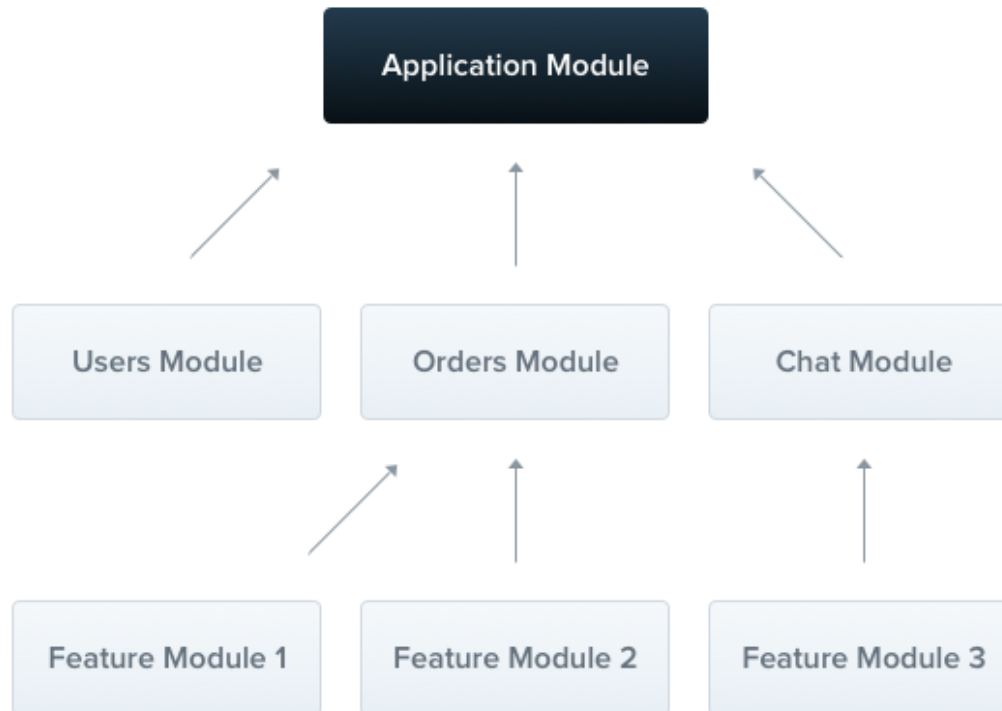 Application Module
Users Module
Orders Module
Chat Module
Feature Module 1
Feature Module 2
Feature Module 3